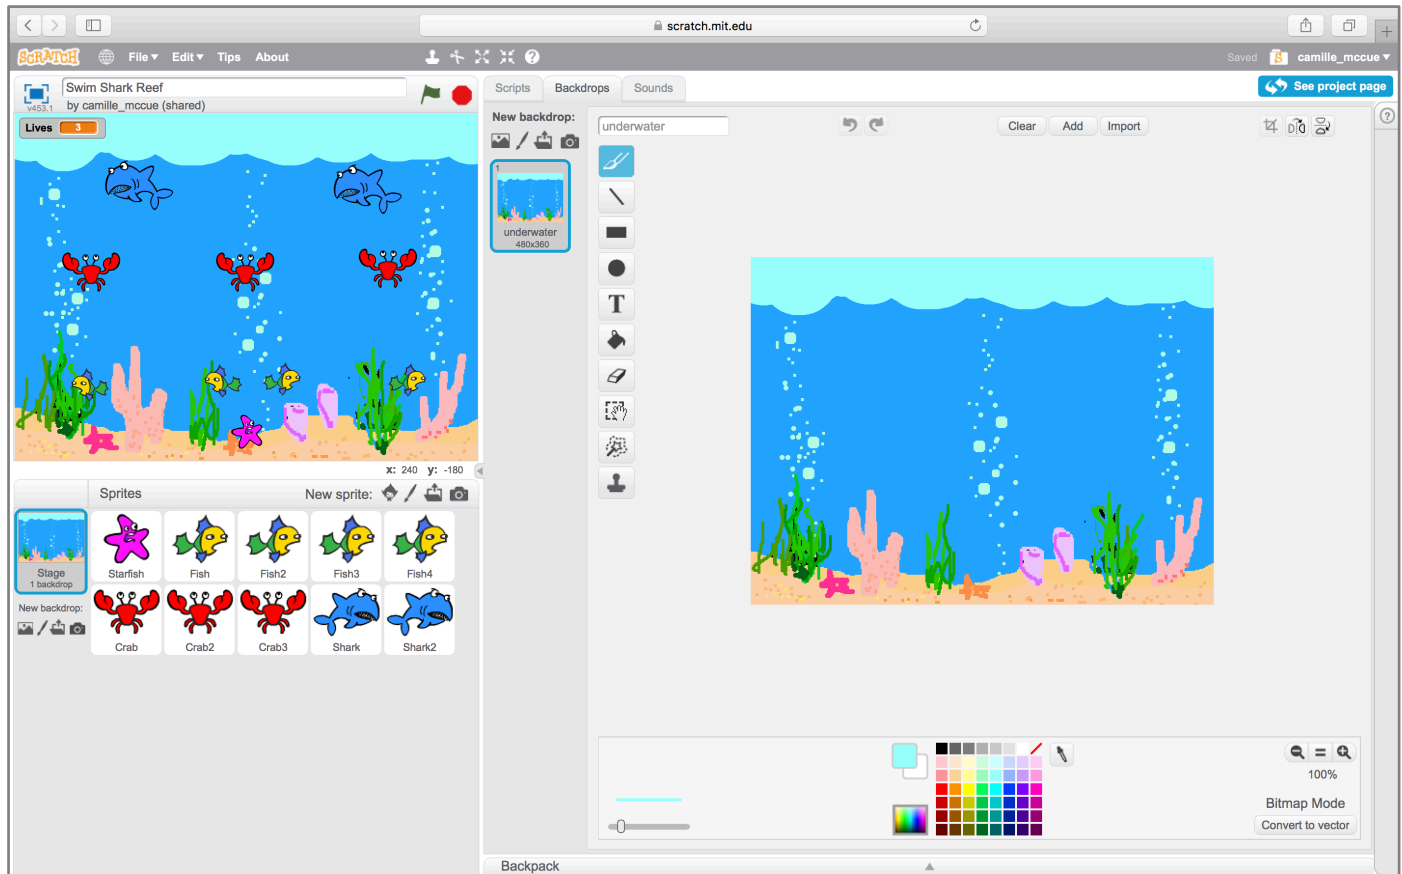 scratch.mit.edu
SCRATCH File Edit Tips About
Saved camille_mccue
v453.1
Swim Shark Reef
by camille_mccue (shared)
Scripts Backdrops Sounds
See project page
Lives 3
New backdrop:
1
underwater
480x360
underwater
Clear Add Import
T
x: 240 y: -180
Sprites New sprite:
Stage
1 backdrop
New backdrop:
Starfish Fish Fish2 Fish3 Fish4
Crab Crab2 Crab3 Shark Shark2
100%
Bitmap Mode
Convert to vector
Backpack